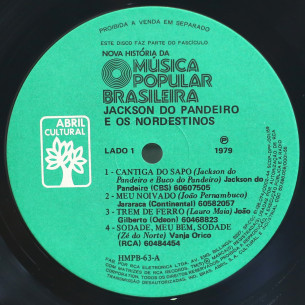 PROIBIDA A VENDA EM SEPARADO
ESTE DISCO FAZ PARTE DO FASCÍCULO
NOVA HISTÓRIA DA
MÚSICA
POPULAR
BRASILEIRA
JACKSON DO PANDEIRO
E OS NORDESTINOS
ABRIL
CULTURAL
LADO 1
P
1979
1 - CANTIGA DO SAPO (Jackson do
Pandeiro e Buco do Pandeiro) Jackson do
Pandeiro (CBS) 60607505
2 - MEU NOIVADO (João Pernambuco)
Jararaca (Continental) 60582057
3 - TREM DE FERRO (Lauro Maia) João
Gilberto (Odeon) 60468823
4 - SODADE, MEU BEM, SODADE
(Zé do Norte) Vanja Orico
(RCA) 60484454
HMPB-63-A